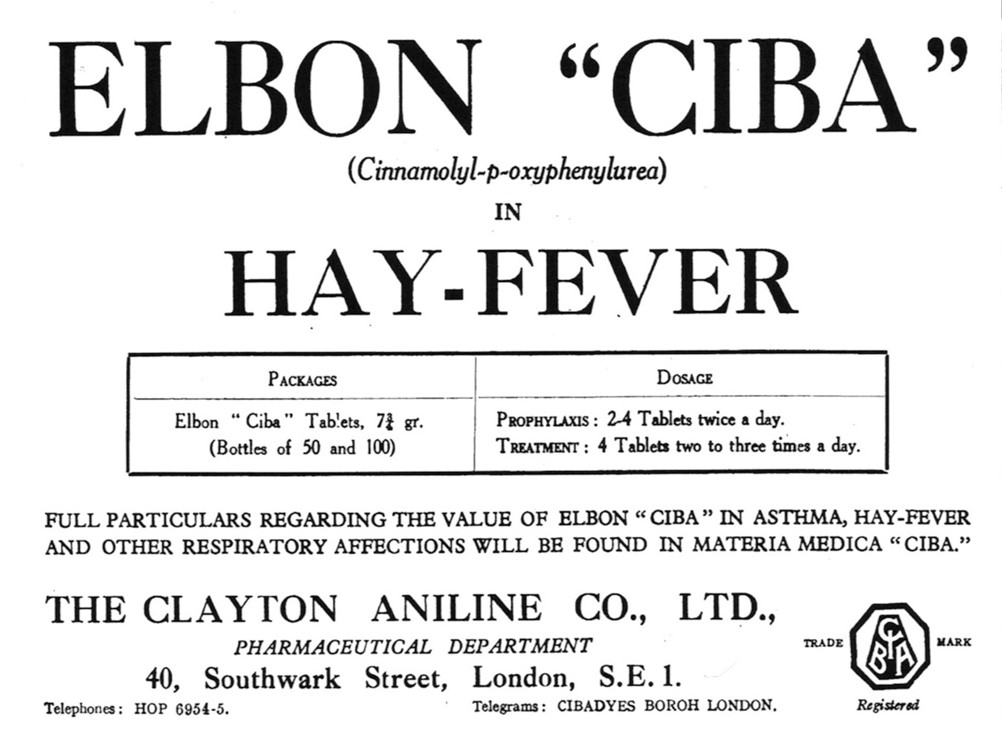 ELBON “CIBA”
(Cinnamolyl-p-oxyphenylurea)
IN
HAY-FEVER
PACKAGES
Elbon “Ciba” Tablets, 7¾ gr.
(Bottles of 50 and 100)
DOSAGE
PROPHYLAXIS : 2-4 Tablets twice a day.
TREATMENT : 4 Tablets two to three times a day.
FULL PARTICULARS REGARDING THE VALUE OF ELBON “CIBA” IN ASTHMA, HAY-FEVER
AND OTHER RESPIRATORY AFFECTIONS WILL BE FOUND IN MATERIA MEDICA “CIBA.”
THE CLAYTON ANILINE CO., LTD.,
PHARMACEUTICAL DEPARTMENT
40, Southwark Street, London, S.E. 1.
Telephones: HOP 6954-5.
Telegrams: CIBADYES BOROH LONDON.
TRADE CIBA MARK
Registered